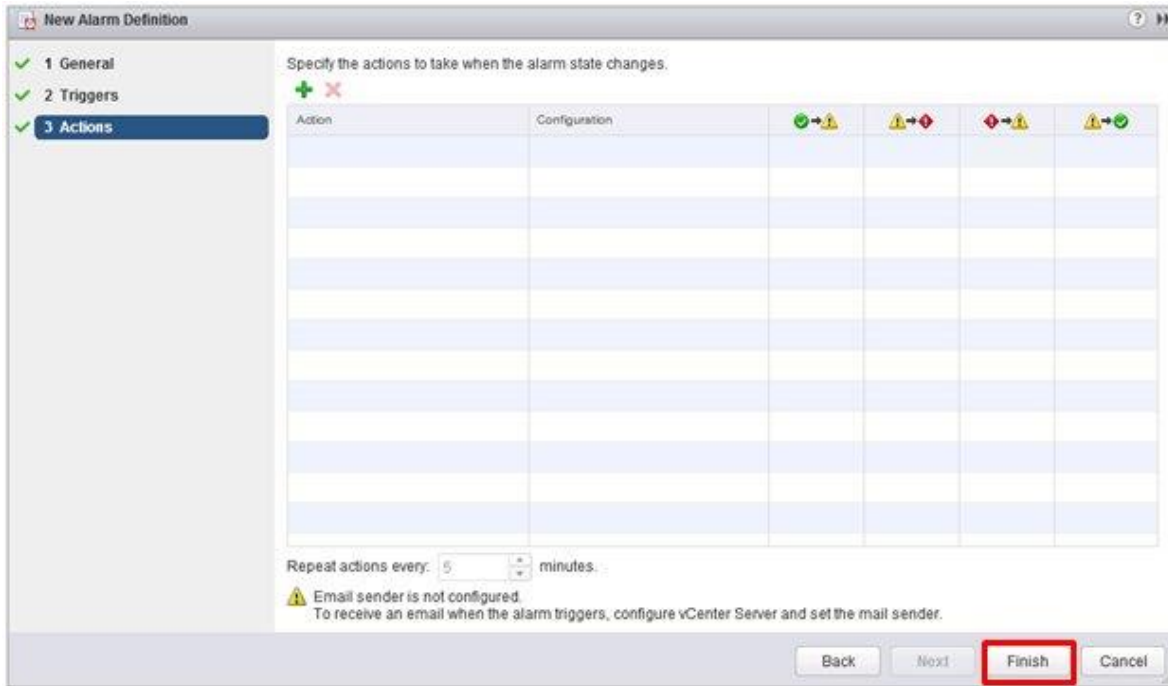 New Alarm Definition
1 General
2 Triggers
3 Actions
Specify the actions to take when the alarm state changes.
Action Configuration
Repeat actions every: 5 minutes.
Email sender is not configured.
To receive an email when the alarm triggers, configure vCenter Server and set the mail sender.
Back Next Finish Cancel